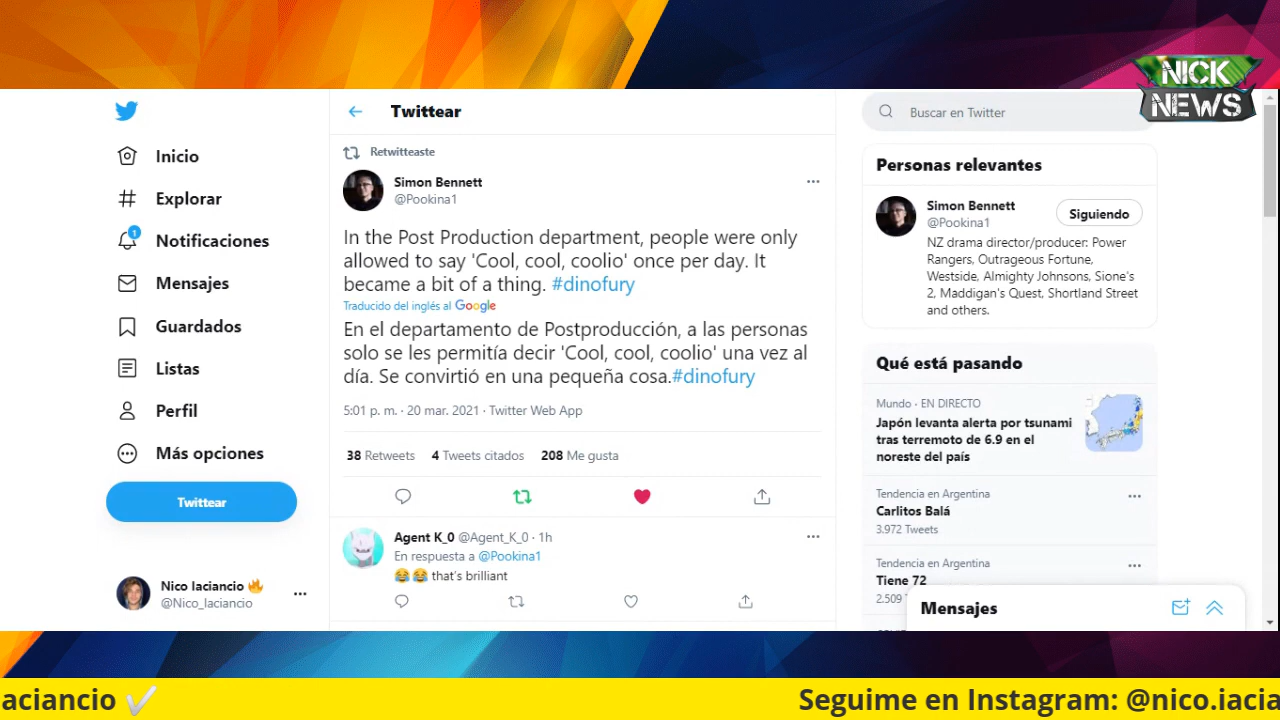 NICK
NEWS
Inicio
Explorar
1
Notificaciones
Mensajes
Guardados
Listas
Perfil
Más opciones
Twittear
Nico Iaciancio 🔥
@Nico_Iaciancio
Twittear
Retwitteaste
Simon Bennett
@Pookina1
In the Post Production department, people were only
allowed to say 'Cool, cool, coolio' once per day. It
became a bit of a thing. #dinofury
Traducido del inglés al Google
En el departamento de Postproducción, a las personas
solo se les permitía decir 'Cool, cool, coolio' una vez al
día. Se convirtió en una pequeña cosa.#dinofury
5:01 p. m. · 20 mar. 2021 · Twitter Web App
38 Retweets 4 Tweets citados 208 Me gusta
Agent K_0 @Agent_K_0 · 1h
En respuesta a @Pookina1
😂😂 that's brilliant
Buscar en Twitter
Personas relevantes
Simon Bennett
@Pookina1
Siguiendo
NZ drama director/producer: Power
Rangers, Outrageous Fortune,
Westside, Almighty Johnsons, Sione's
2, Maddigan's Quest, Shortland Street
and others.
Qué está pasando
Mundo · EN DIRECTO
Japón levanta alerta por tsunami
tras terremoto de 6.9 en el
noreste del país
Tendencia en Argentina
Carlitos Balá
3.972 Tweets
Tendencia en Argentina
Tiene 72
2.509
Mensajes
aciancio ✔
Seguime en Instagram: @nico.iacia